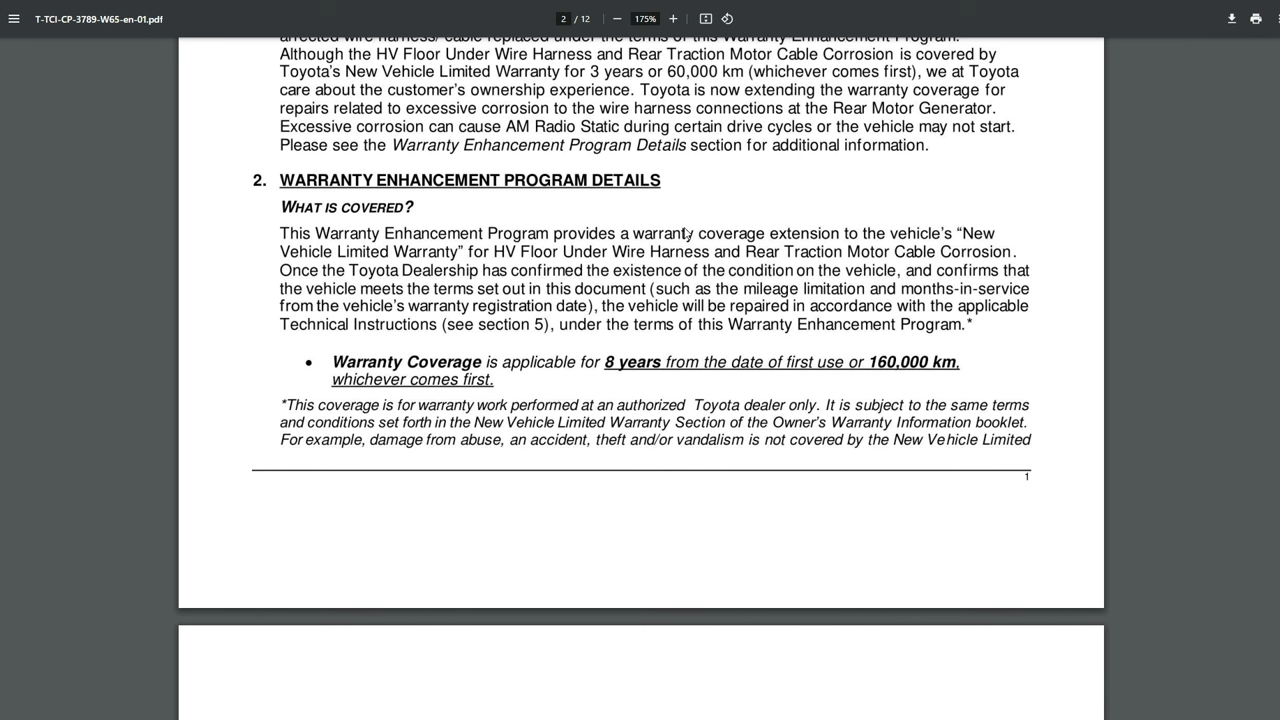 T-TCI-CP-3789-W65-en-01.pdf
2 / 12
175%
affected wire harness/ cable replaced under the terms of this Warranty Enhancement Program.
Although the HV Floor Under Wire Harness and Rear Traction Motor Cable Corrosion is covered by
Toyota’s New Vehicle Limited Warranty for 3 years or 60,000 km (whichever comes first), we at Toyota
care about the customer’s ownership experience. Toyota is now extending the warranty coverage for
repairs related to excessive corrosion to the wire harness connections at the Rear Motor Generator.
Excessive corrosion can cause AM Radio Static during certain drive cycles or the vehicle may not start.
Please see the Warranty Enhancement Program Details section for additional information.
2. WARRANTY ENHANCEMENT PROGRAM DETAILS
WHAT IS COVERED?
This Warranty Enhancement Program provides a warranty coverage extension to the vehicle’s “New
Vehicle Limited Warranty” for HV Floor Under Wire Harness and Rear Traction Motor Cable Corrosion.
Once the Toyota Dealership has confirmed the existence of the condition on the vehicle, and confirms that
the vehicle meets the terms set out in this document (such as the mileage limitation and months-in-service
from the vehicle’s warranty registration date), the vehicle will be repaired in accordance with the applicable
Technical Instructions (see section 5), under the terms of this Warranty Enhancement Program.*
• Warranty Coverage is applicable for 8 years from the date of first use or 160,000 km,
whichever comes first.
*This coverage is for warranty work performed at an authorized Toyota dealer only. It is subject to the same terms
and conditions set forth in the New Vehicle Limited Warranty Section of the Owner’s Warranty Information booklet.
For example, damage from abuse, an accident, theft and/or vandalism is not covered by the New Vehicle Limited
1